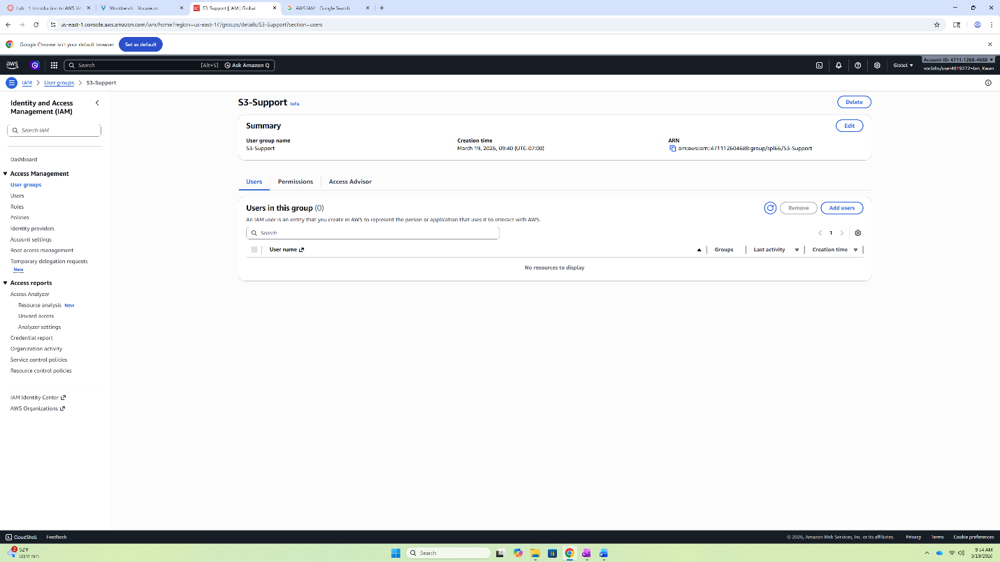 Lab - 1 Introduction to AWS IAM
Workbench - Vocareum
S3-Support | IAM | Global
AWS IAM - Google Search
us-east-1.console.aws.amazon.com/iam/home?region=us-east-1#/groups/details/S3-Support?section=users
Google Chrome isn't your default browser
Set as default
aws
Search
[Alt+S]
Ask Amazon Q
Global
Account ID: 4711-1260-4688
voclabs/user4919272=Ian_Kwan
IAM
User groups
S3-Support
Identity and Access
Management (IAM)
Search IAM
Dashboard
Access Management
User groups
Users
Roles
Policies
Identity providers
Account settings
Root access management
Temporary delegation requests
New
Access reports
Access Analyzer
Resource analysis New
Unused access
Analyzer settings
Credential report
Organization activity
Service control policies
Resource control policies
IAM Identity Center
AWS Organizations
S3-Support Info
Delete
Summary
Edit
User group name
S3-Support
Creation time
March 19, 2026, 09:40 (UTC-07:00)
ARN
arn:aws:iam::471112604688:group/spl66/S3-Support
Users
Permissions
Access Advisor
Users in this group (0)
Remove
Add users
An IAM user is an entity that you create in AWS to represent the person or application that uses it to interact with AWS.
Search
1
User name
Groups
Last activity
Creation time
No resources to display
CloudShell
Feedback
© 2026, Amazon Web Services, Inc. or its affiliates.
Privacy
Terms
Cookie preferences
2
52°F
Light rain
Search
9:54 AM
3/19/2026